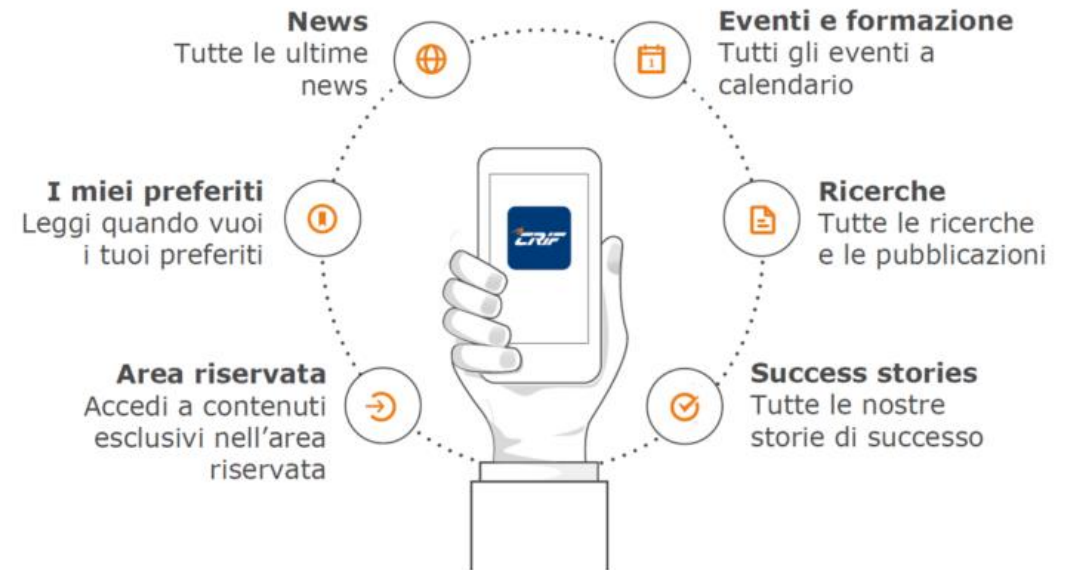 News
Tutte le ultime
news
Eventi e formazione
Tutti gli eventi a
calendario
1
I miei preferiti
Leggi quando vuoi
i tuoi preferiti
CRIF
Ricerche
Tutte le ricerche
e le pubblicazioni
Area riservata
Accedi a contenuti
esclusivi nell'area
riservata
Success stories
Tutte le nostre
storie di successo